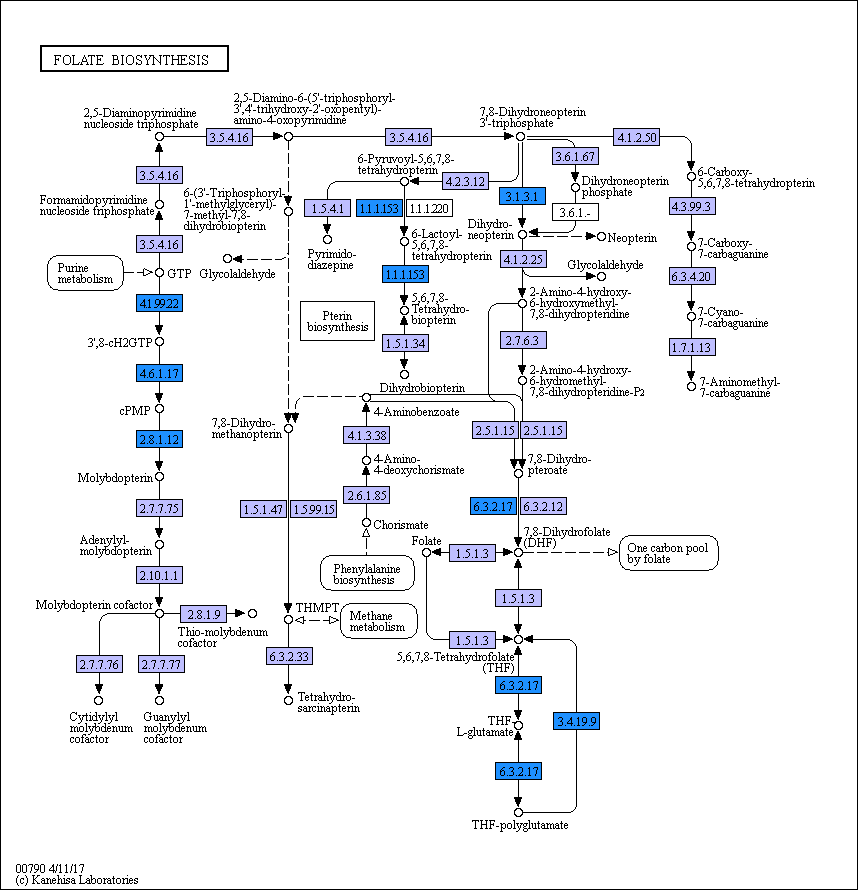 FOLATE BIOSYNTHESIS
2,5-Diaminopyrimidine
nucleoside triphosphate
3.5.4.16
2,5-Diamino-6-(5'-triphosphoryl-
3',4'-trihydroxy-2'-oxopentyl)-
amino-4-oxopyrimidine
3.5.4.16
7,8-Dihydroneopterin
3'-triphosphate
4.1.2.50
3.5.4.16
Formamidopyrimidine
nucleoside triphosphate
3.5.4.16
Purine
metabolism
GTP
6-(3'-Triphosphoryl-
1'-methylglyceryl)-
7-methyl-7,8-
dihydrobiopterin
Glycolaldehyde
6-Pyruvoyl-5,6,7,8-
tetrahydropterin
4.2.3.12
1.5.4.1
1.1.1.153
1.1.1.220
Pyrimido-
diazepine
6-Lactoyl-
5,6,7,8-
tetrahydropterin
1.1.1.153
5,6,7,8-
Tetrahydro-
biopterin
1.5.1.34
Pterin
biosynthesis
3.6.1.67
Dihydroneopterin
phosphate
3.1.3.1
3.6.1.-
Dihydro-
neopterin
Neopterin
4.1.2.25
Glycolaldehyde
2-Amino-4-hydroxy-
6-hydroxymethyl-
7,8-dihydropteridine
2.7.6.3
2-Amino-4-hydroxy-
6-hydromethyl-
7,8-dihydropteridine-P2
6-Carboxy-
5,6,7,8-tetrahydropterin
4.3.99.3
7-Carboxy-
7-carbaguanine
6.3.4.20
7-Cyano-
7-carbaguanine
1.7.1.13
7-Aminomethyl-
7-carbaguanine
4.1.99.22
3',8-cH2GTP
4.6.1.17
cPMP
2.8.1.12
Molybdopterin
2.7.7.75
Adenylyl-
molybdopterin
2.10.1.1
Molybdopterin cofactor
2.8.1.9
Thio-molybdenum
cofactor
2.7.7.76
2.7.7.77
Cytidylyl
molybdenum
cofactor
Guanylyl
molybdenum
cofactor
7,8-Dihydro-
methanopterin
1.5.1.47
1.5.99.15
THMPT
Methane
metabolism
6.3.2.33
Tetrahydro-
sarcinapterin
Dihydrobiopterin
4-Aminobenzoate
4.1.3.38
4-Amino-
4-deoxychorismate
2.6.1.85
Chorismate
Phenylalanine
biosynthesis
2.5.1.15
2.5.1.15
7,8-Dihydro-
pteroate
6.3.2.17
6.3.2.12
Folate
1.5.1.3
7,8-Dihydrofolate
(DHF)
One carbon pool
by folate
1.5.1.3
1.5.1.3
5,6,7,8-Tetrahydrofolate
(THF)
6.3.2.17
THF
L-glutamate
3.4.19.9
6.3.2.17
THF-polyglutamate
00790 4/11/17
(c) Kanehisa Laboratories